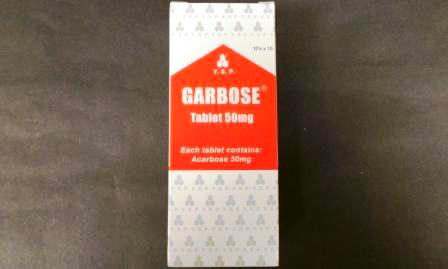 10's x 10
Y. S. P.
GARBOSE®
Tablet 50mg
Each tablet contains:
Acarbose 50mg